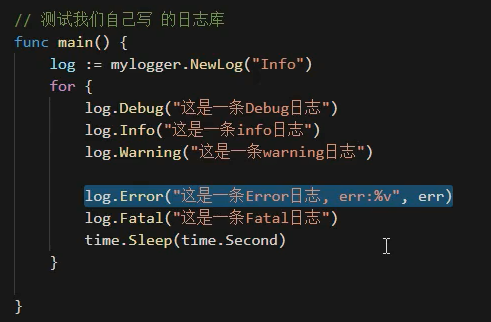 // 测试我们自己写 的日志库
func main() {
log := mylogger.NewLog("Info")
for {
log.Debug("这是一条Debug日志")
log.Info("这是一条info日志")
log.Warning("这是一条warning日志")
log.Error("这是一条Error日志, err:%v", err)
log.Fatal("这是一条Fatal日志")
time.Sleep(time.Second)
}
}